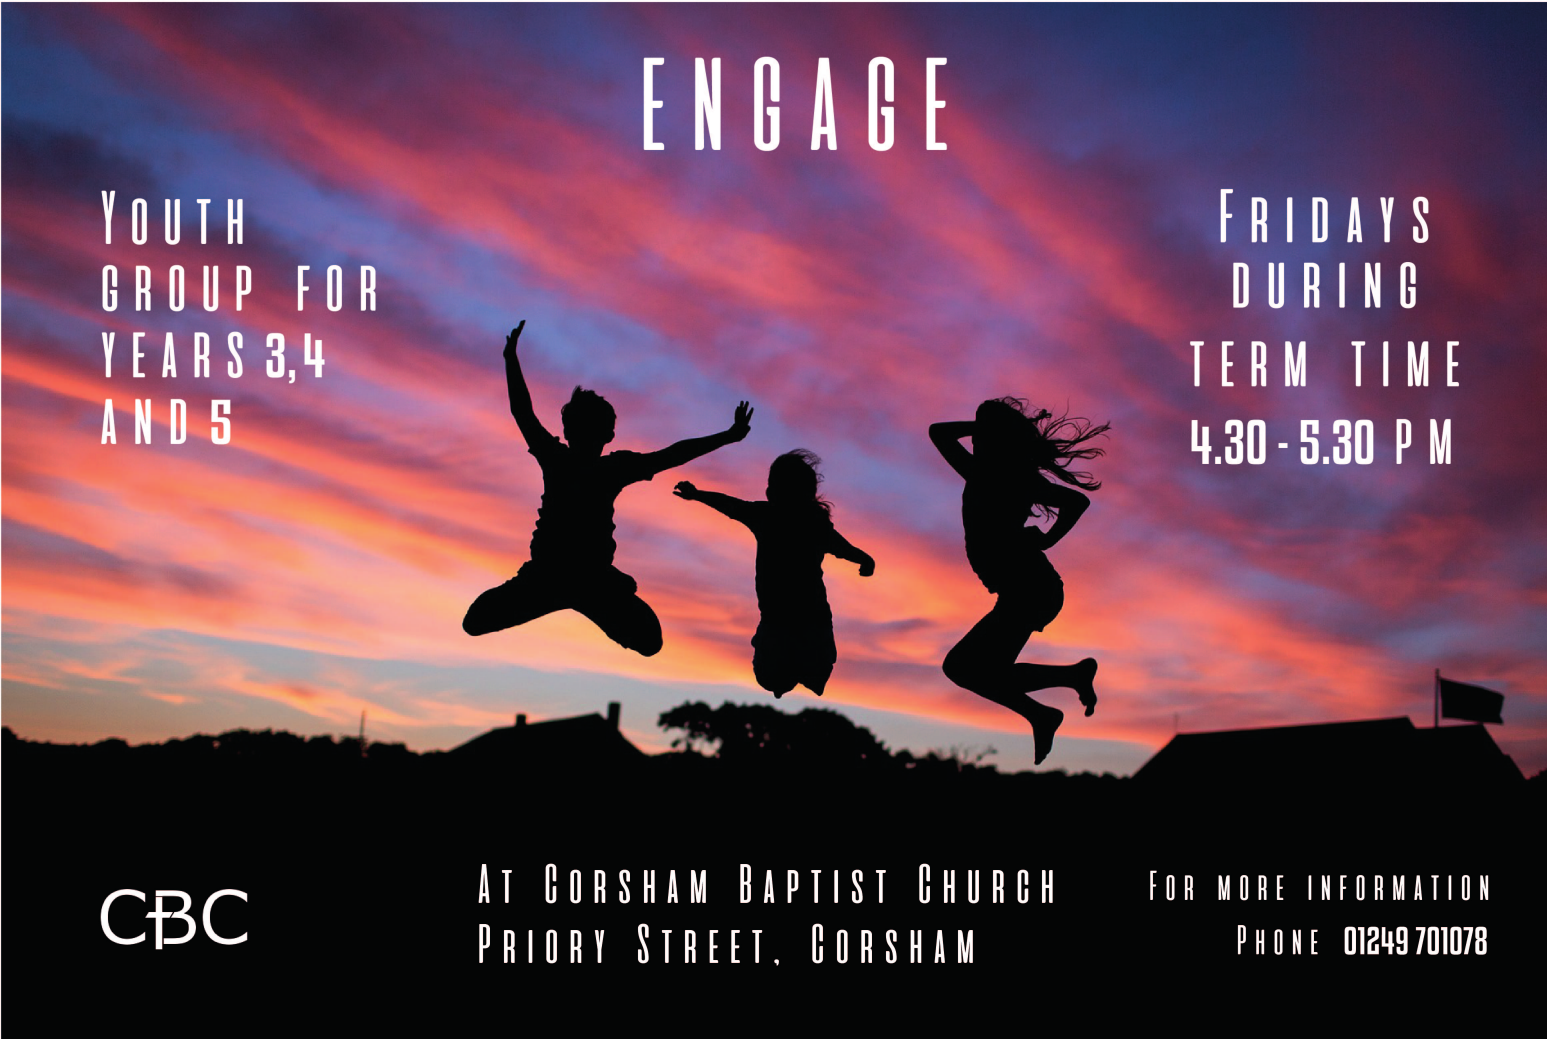 ENGAGE
Youth
group for
years 3,4
and 5
Fridays
during
term time
4.30 - 5.30 PM
CBC
At Corsham Baptist Church
Priory Street, Corsham
For more information
Phone 01249 701078